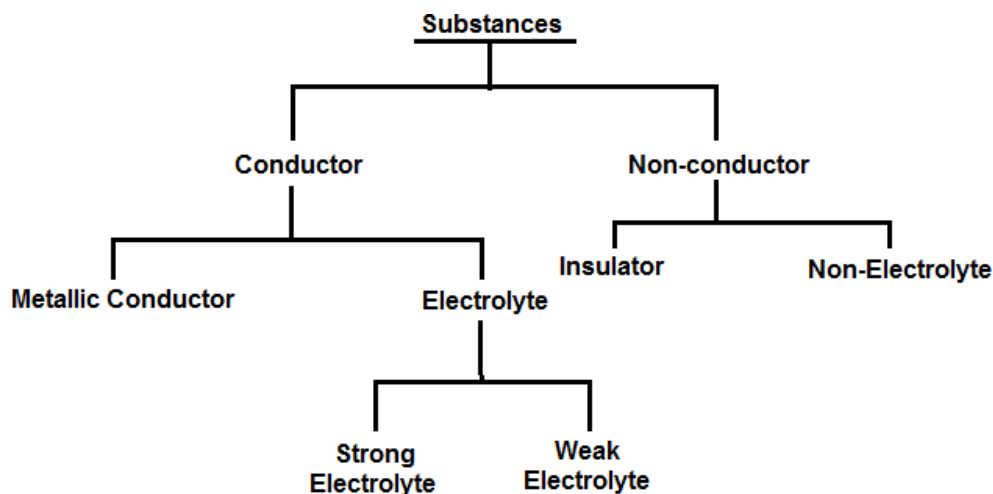 Substances
Conductor
Non-conductor
Insulator
Non-Electrolyte
Metallic Conductor
Electrolyte
Strong
Electrolyte
Weak
Electrolyte